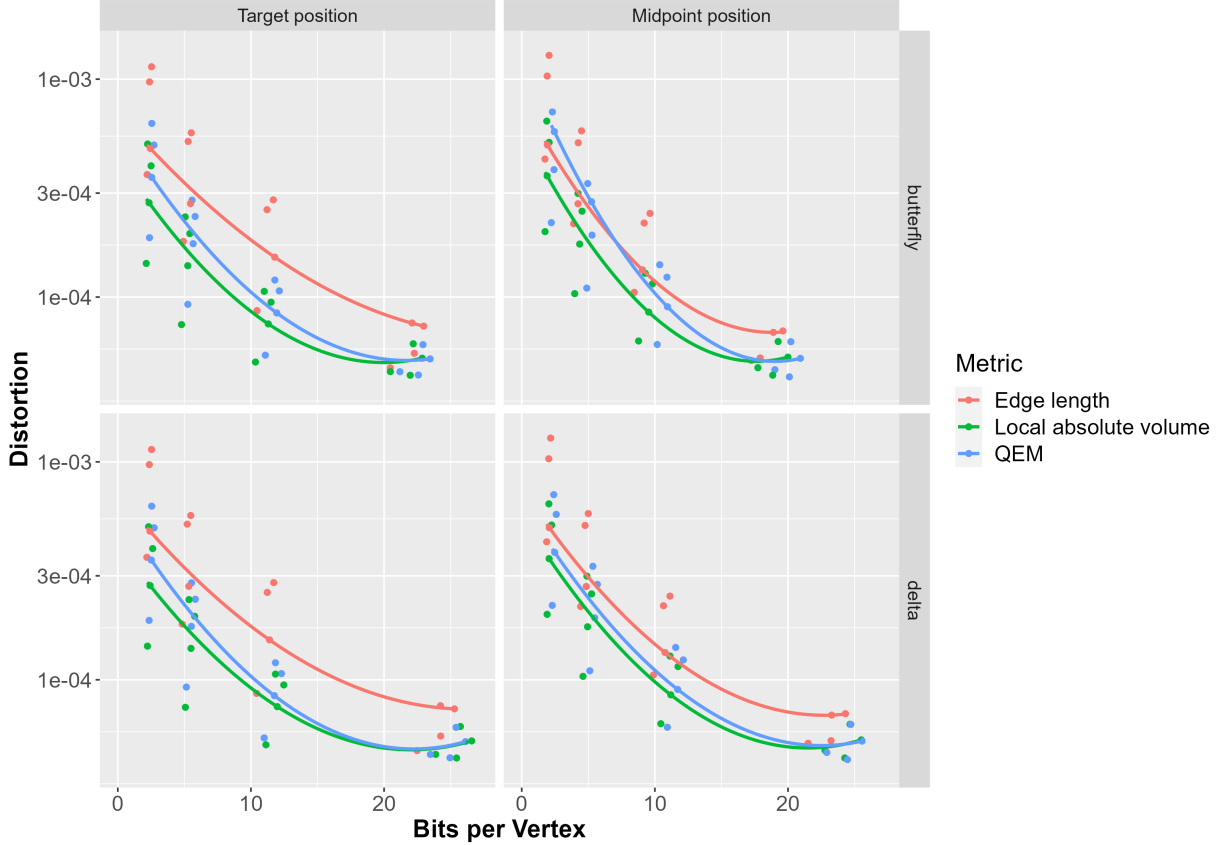 Target position
Midpoint position
1e-03
3e-04
1e-04
butterfly
1e-03
3e-04
1e-04
delta
0
10
20
0
10
20
Bits per Vertex
Distortion
Metric
Edge length
Local absolute volume
QEM